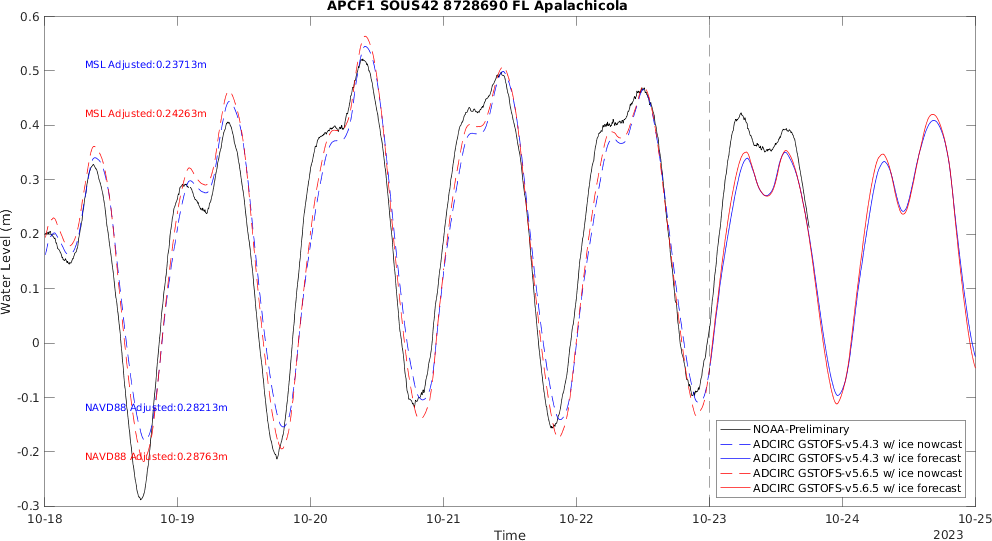 APCF1 SOUS42 8728690 FL Apalachicola
0.6
0.5
0.4
0.3
0.2
0.1
0
-0.1
-0.2
-0.3
Water Level (m)
MSL Adjusted:0.23713m
MSL Adjusted:0.24263m
NAVD88 Adjusted:0.28213m
NAVD88 Adjusted:0.28763m
NOAA-Preliminary
ADCIRC GSTOFS-v5.4.3 w/ ice nowcast
ADCIRC GSTOFS-v5.4.3 w/ ice forecast
ADCIRC GSTOFS-v5.6.5 w/ ice nowcast
ADCIRC GSTOFS-v5.6.5 w/ ice forecast
10-18 10-19 10-20 10-21 10-22 10-23 10-24 10-25
Time
2023